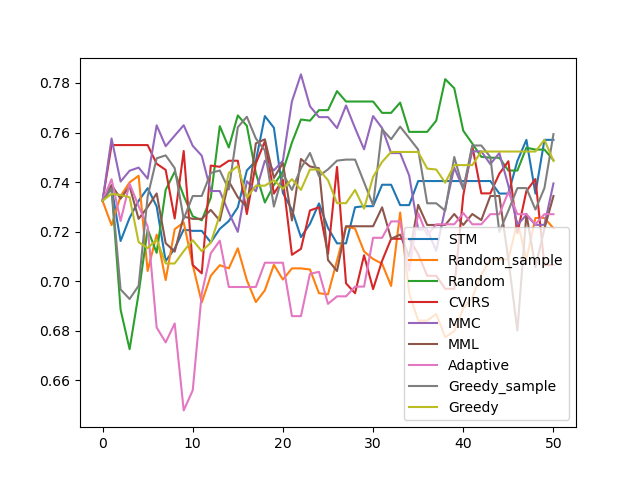 0.78
0.76
0.74
0.72
0.70
0.68
0.66
0
10
20
30
40
50
STM
Random_sample
Random
CVIRS
MMC
MML
Adaptive
Greedy_sample
Greedy